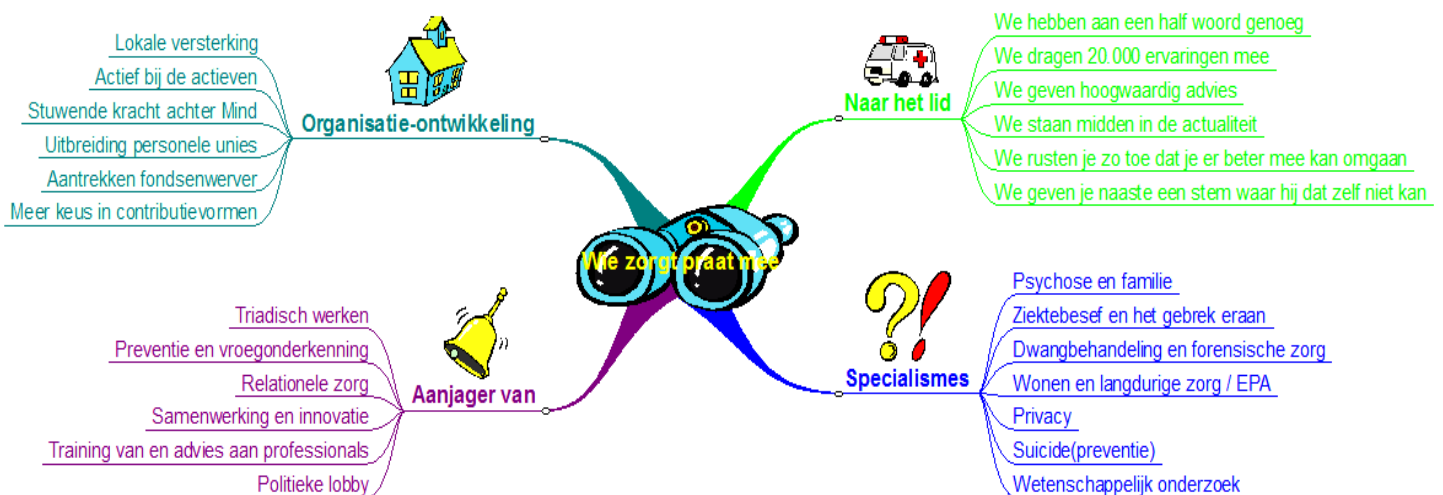 Wie zorgt praat mee
Organisatie-ontwikkeling
Lokale versterking
Actief bij de actieven
Stuwende kracht achter Mind
Uitbreiding personele unies
Aantrekken fondsenwerver
Meer keus in contributievormen
Naar het lid
We hebben aan een half woord genoeg
We dragen 20.000 ervaringen mee
We geven hoogwaardig advies
We staan midden in de actualiteit
We rusten je zo toe dat je er beter mee kan omgaan
We geven je naaste een stem waar hij dat zelf niet kan
Aanjager van
Triadisch werken
Preventie en vroegonderkenning
Relationele zorg
Samenwerking en innovatie
Training van en advies aan professionals
Politieke lobby
Specialismes
Psychose en familie
Ziektebesef en het gebrek eraan
Dwangbehandeling en forensische zorg
Wonen en langdurige zorg / EPA
Privacy
Suicide(preventie)
Wetenschappelijk onderzoek